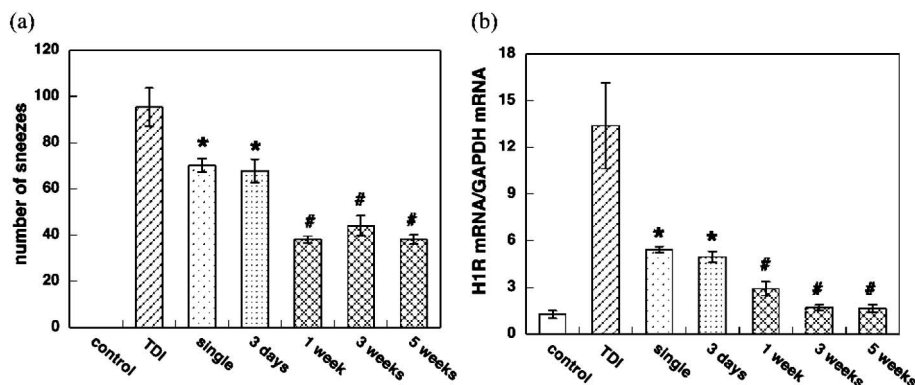 (a)
number of sneezes
120
100
80
60
40
20
0
* * # # #
control TDI single 3 days 1 week 3 weeks 5 weeks
(b)
H1R mRNA/GAPDH mRNA
18
15
12
9
6
3
0
* * # # #
control TDI single 3 days 1 week 3 weeks 5 weeks